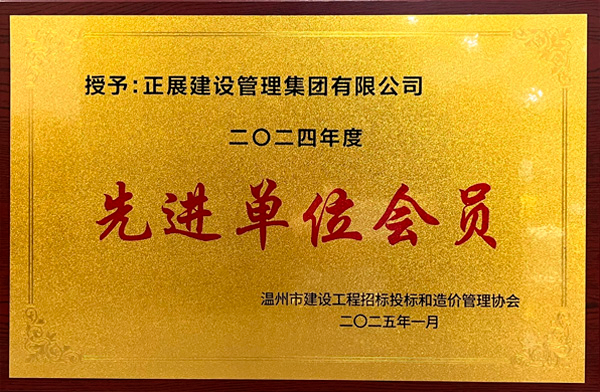 授予：正展建设管理集团有限公司
二〇二四年度
先进单位会员
温州市建设工程招标投标和造价管理协会
二〇二五年一月